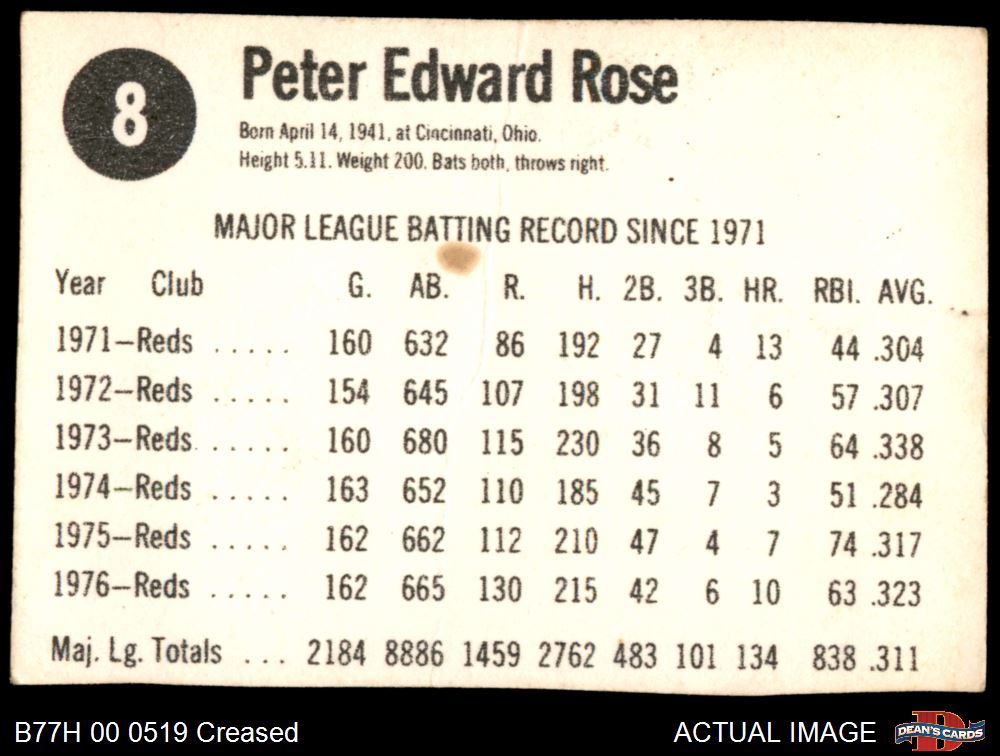 8
Peter Edward Rose
Born April 14, 1941, at Cincinnati, Ohio.
Height 5.11. Weight 200. Bats both, throws right.
MAJOR LEAGUE BATTING RECORD SINCE 1971
Year Club G. AB. R. H. 2B. 3B. HR. RBI. AVG.
1971—Reds ..... 160 632 86 192 27 4 13 44 .304
1972—Reds ..... 154 645 107 198 31 11 6 57 .307
1973—Reds ..... 160 680 115 230 36 8 5 64 .338
1974—Reds ..... 163 652 110 185 45 7 3 51 .284
1975—Reds ..... 162 662 112 210 47 4 7 74 .317
1976—Reds ..... 162 665 130 215 42 6 10 63 .323
Maj. Lg. Totals ... 2184 8886 1459 2762 483 101 134 838 .311
B77H 00 0519 Creased
ACTUAL IMAGE
D
DEAN'S CARDS